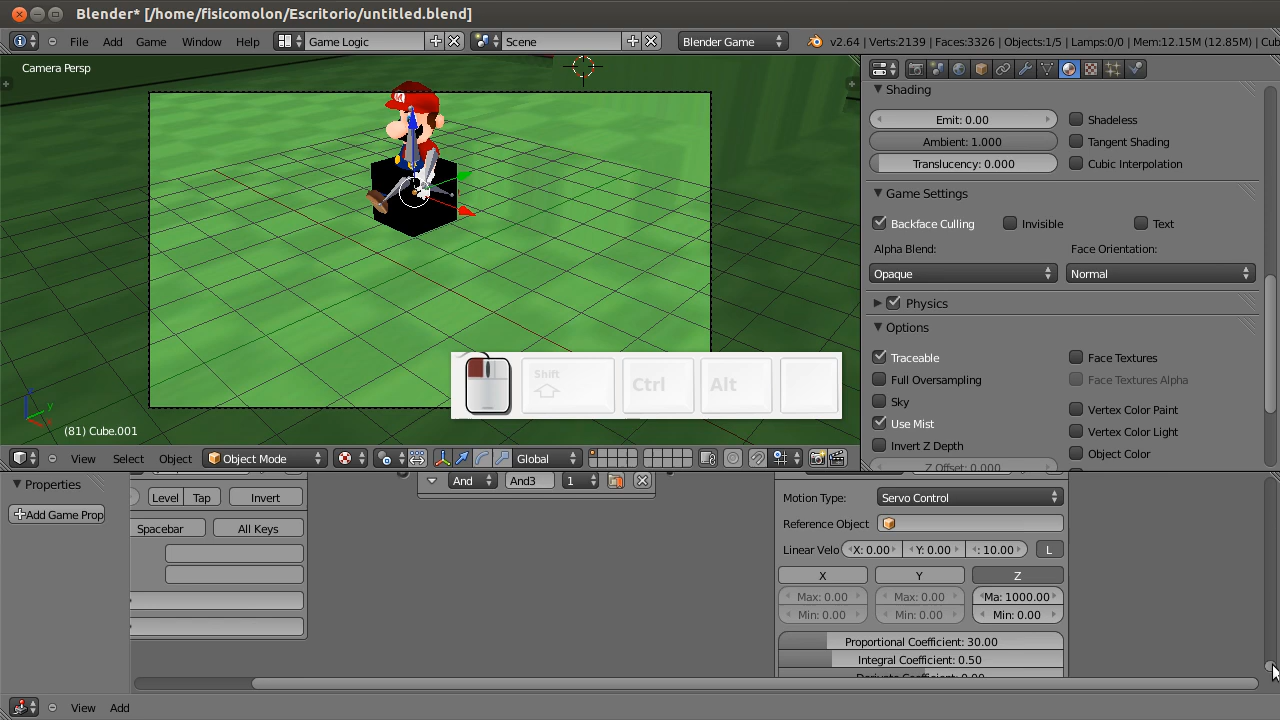 Blender* [/home/fisicomolon/Escritorio/untitled.blend]
File Add Game Window Help Game Logic Scene Blender Game v2.64 | Verts:2139 | Faces:3326 | Objects:1/5 | Lamps:0/0 | Mem:12.15M (12.85M) | Cub
Camera Persp
Shading
Emit: 0.00 Shadeless
Ambient: 1.000 Tangent Shading
Translucency: 0.000 Cubic Interpolation
Game Settings
Backface Culling Invisible Text
Alpha Blend: Face Orientation:
Opaque Normal
Physics
Options
Traceable Face Textures
Full Oversampling Face Textures Alpha
Sky
Vertex Color Paint
Use Mist
Vertex Color Light
Invert Z Depth
Object Color
Z Offset: 0.000
Shift Ctrl Alt
z
y
x
(81) Cube.001
View Select Object Object Mode Global
Properties
Add Game Prop
Level Tap Invert
Spacebar All Keys
And And3 1
Motion Type: Servo Control
Reference Object
Linear Velo X: 0.00 Y: 0.00 : 10.00 L
X Y Z
Max: 0.00 Max: 0.00 Ma: 1000.00
Min: 0.00 Min: 0.00 Min: 0.00
Proportional Coefficient: 30.00
Integral Coefficient: 0.50
Derivate Coefficient: 0.00
View Add